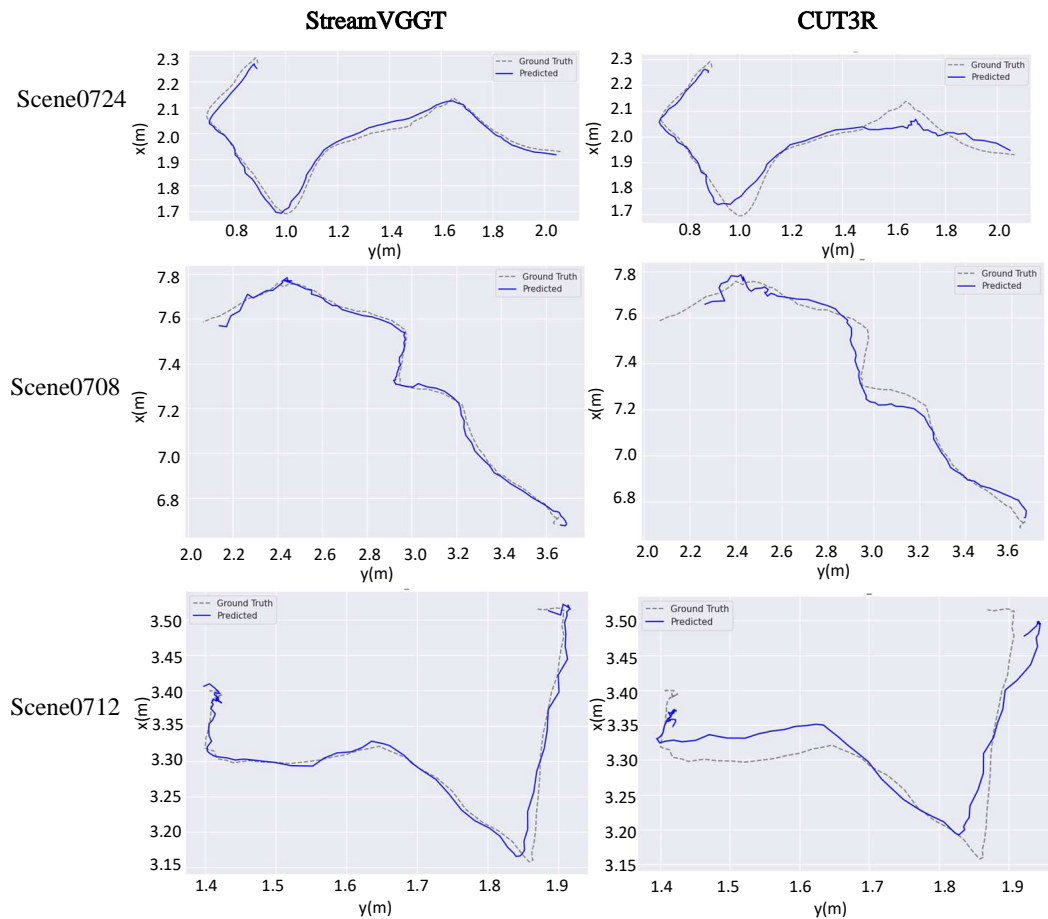 StreamVGGT
CUT3R
Scene0724
2.3
2.2
2.1
2.0
1.9
1.8
1.7
x(m)
0.8 1.0 1.2 1.4 1.6 1.8 2.0
y(m)
Ground Truth
Predicted
2.3
2.2
2.1
2.0
1.9
1.8
1.7
x(m)
0.8 1.0 1.2 1.4 1.6 1.8 2.0
y(m)
Ground Truth
Predicted
Scene0708
7.8
7.6
7.4
7.2
7.0
6.8
x(m)
2.0 2.2 2.4 2.6 2.8 3.0 3.2 3.4 3.6
y(m)
Ground Truth
Predicted
7.8
7.6
7.4
7.2
7.0
6.8
x(m)
2.0 2.2 2.4 2.6 2.8 3.0 3.2 3.4 3.6
y(m)
Ground Truth
Predicted
Scene0712
3.50
3.45
3.40
3.35
3.30
3.25
3.20
3.15
x(m)
1.4 1.5 1.6 1.7 1.8 1.9
y(m)
Ground Truth
Predicted
3.50
3.45
3.40
3.35
3.30
3.25
3.20
3.15
x(m)
1.4 1.5 1.6 1.7 1.8 1.9
y(m)
Ground Truth
Predicted